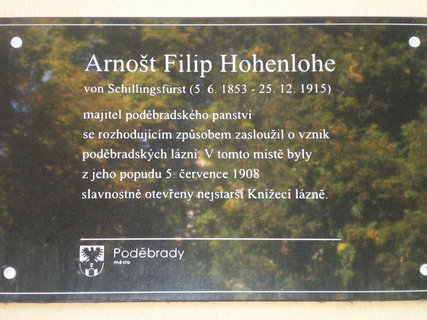 Arnošt Filip Hohenlohe
von Schillingsfürst (5. 6. 1853 - 25. 12. 1915)
majitel poděbradského panství
se rozhodujícím způsobem zasloužil o vznik
poděbradských lázní. V tomto místě byly
z jeho popudu 5. července 1908
slavnostně otevřeny nejstarší Knížecí lázně.
Poděbrady
město